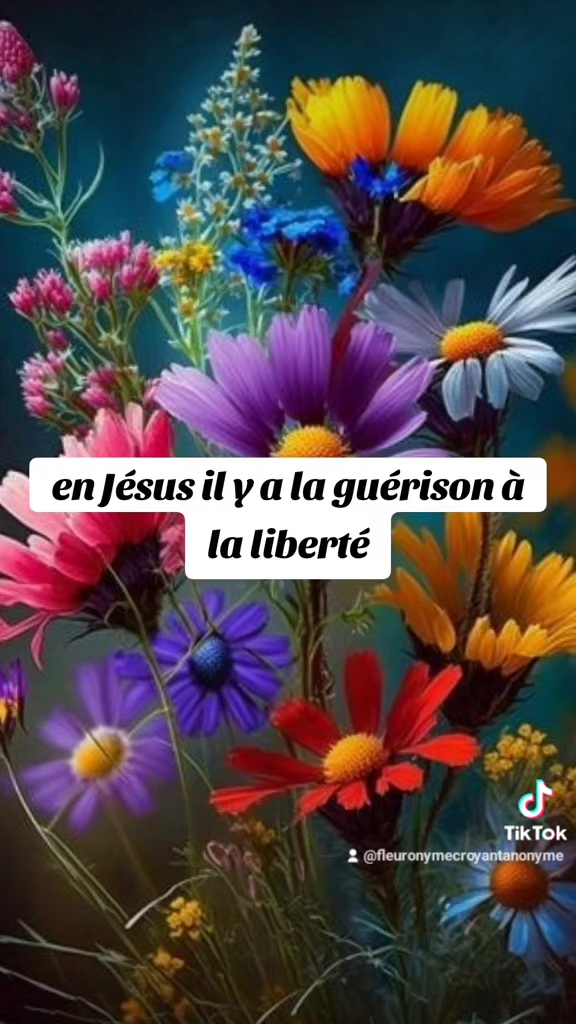 en Jésus il y a la guérison à
la liberté
TikTok
@fleuronymecroyantanonyme